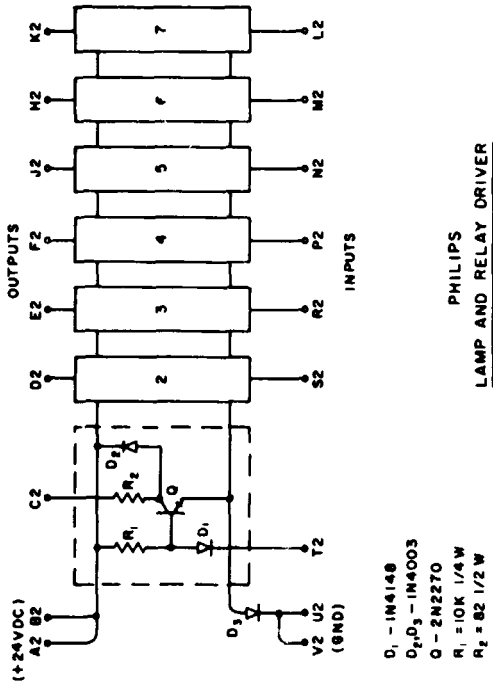 (+24VDC)
OUTPUTS
A2 B2 C2 D2 E2 F2 J2 H2 K2
D₂
R₁ R₂
Q
2 3 4 5 6 7
D₁
D₃
V2 U2 T2 S2 R2 P2 N2 M2 L2
(GND)
INPUTS
D₁ - 1N4148
D₂,D₃ - 1N4003
Q - 2N2270
R₁ = 10K 1/4 W
R₂ = 82 1/2 W
PHILIPS
LAMP AND RELAY DRIVER